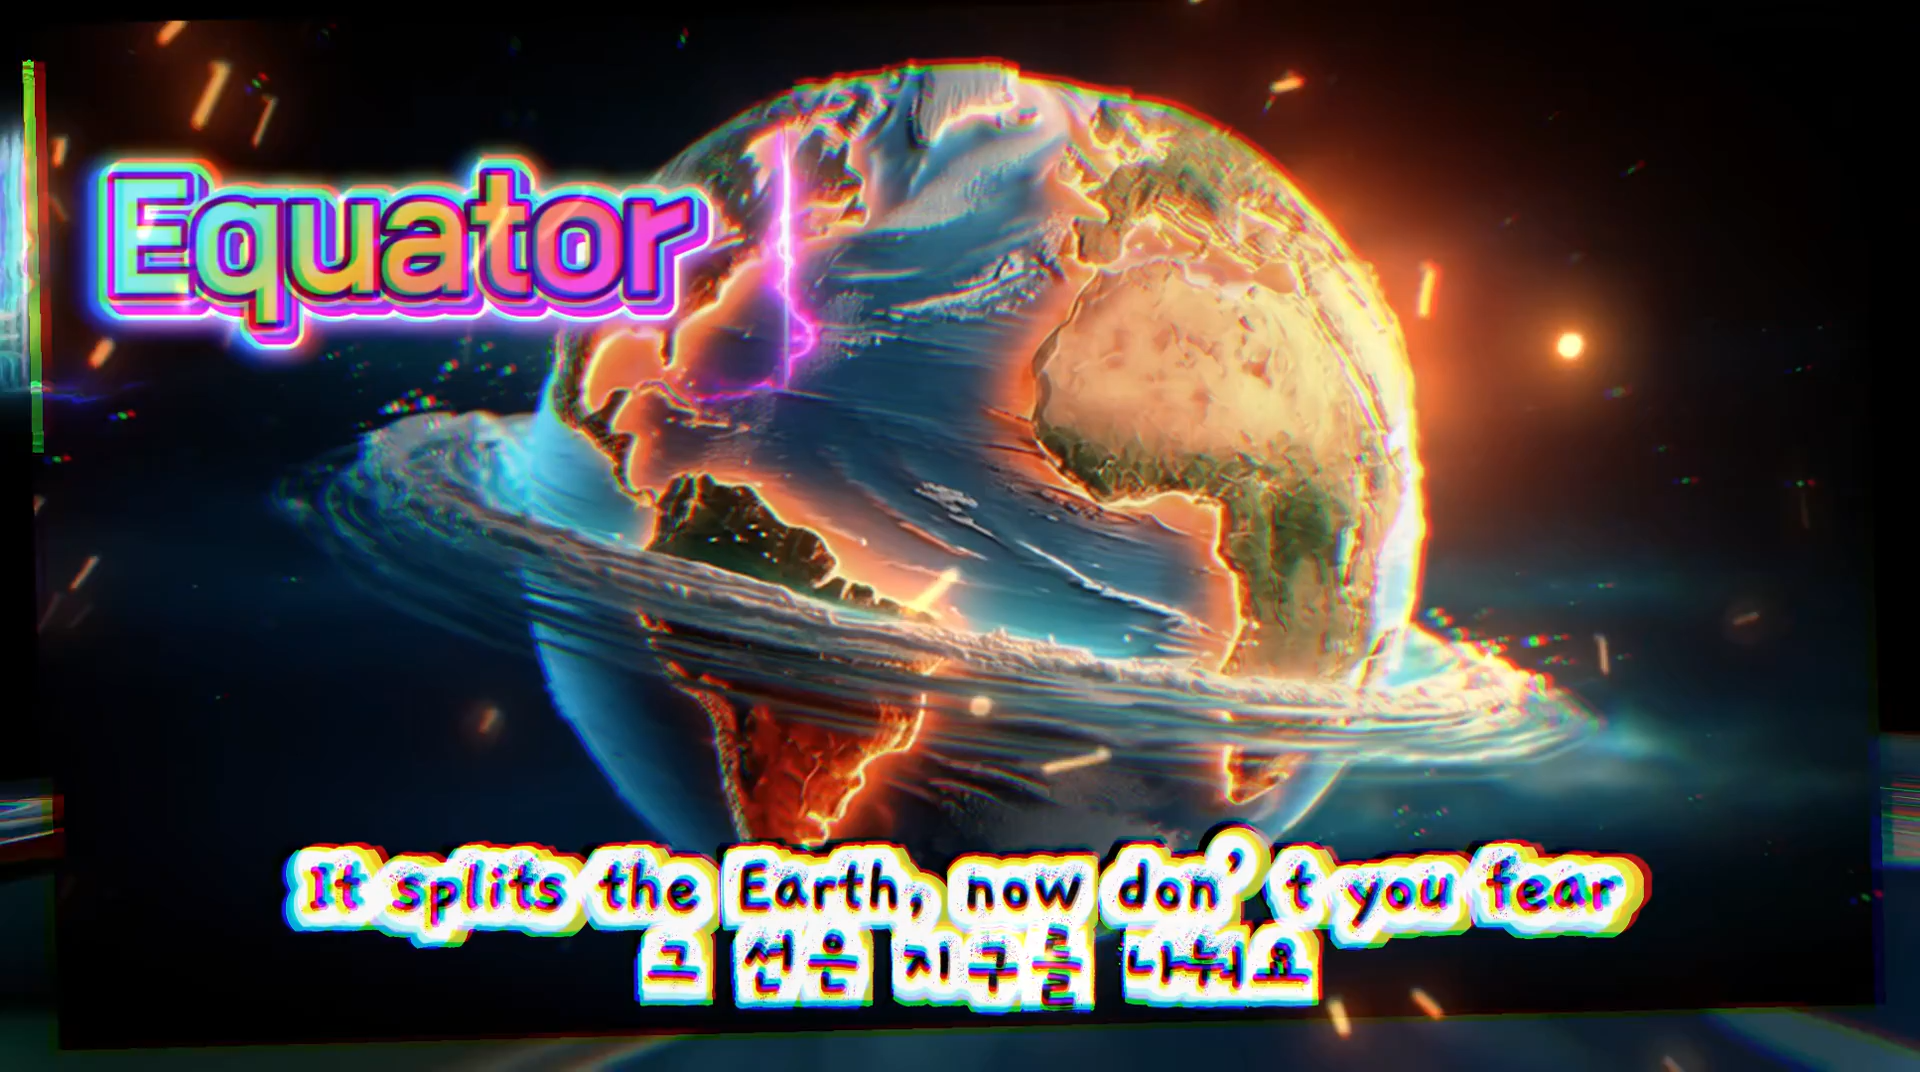 Equator
It splits the Earth, now don't you fear
그 선은 지구를 나눠요